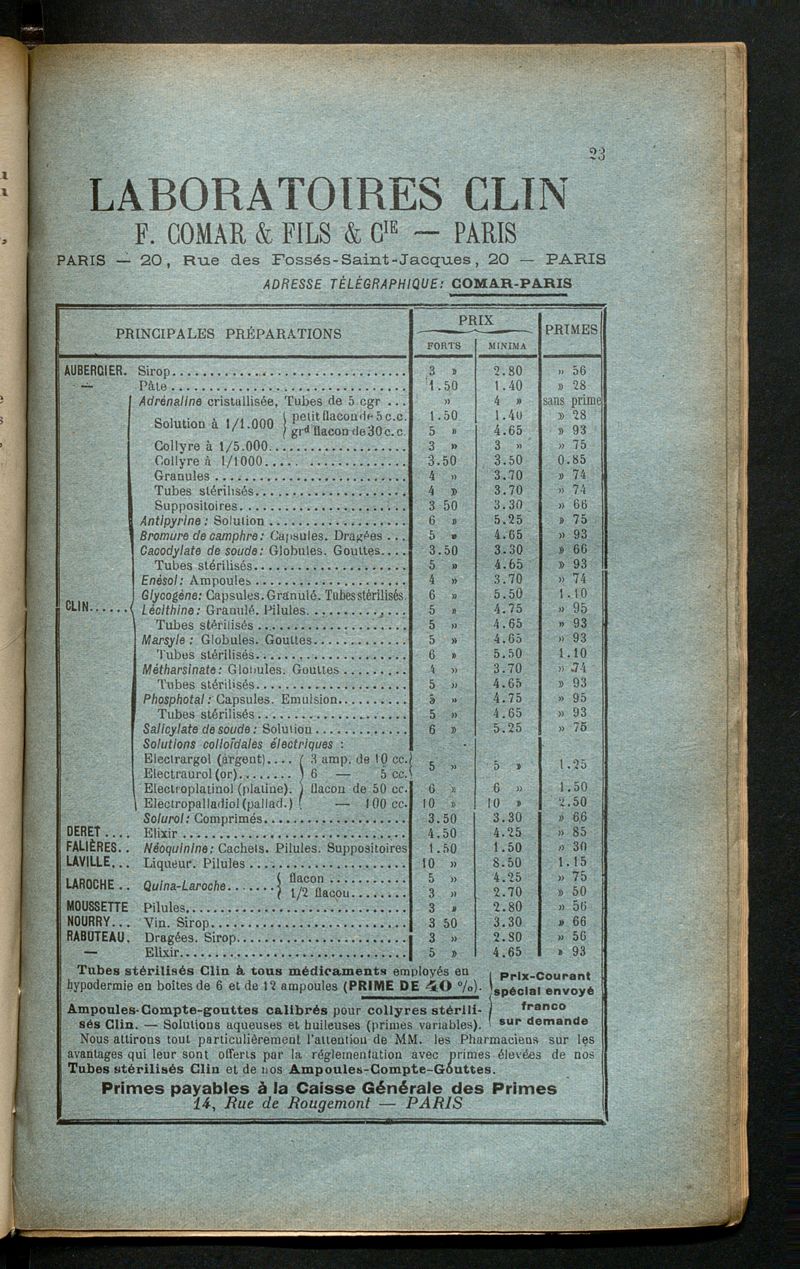 23
LABORATOIRES CLIN
F. COMAR & FILS & CIE — PARIS
PARIS — 20, Rue des Fossés-Saint-Jacques, 20 — PARIS
ADRESSE TÉLÉGRAPHIQUE: COMAR-PARIS
PRINCIPALES PRÉPARATIONS PRIX PRIMES
FORTS MINIMA
AUBERGIER. Sirop........ 3 » 2.80 » 56
— Pâte........ 1.50 1.40 » 28
Adrénaline cristallisée, Tubes de 5 cgr ... » 4 » sans prime
Solution à 1/1.000 { petit flacon de 5 c.c. 1.50 1.40 » 28
grd flacon de 30 c.c. 5 » 4.65 » 93
Collyre à 1/5.000........ 3 » 3 » » 75
Collyre à 1/1000........ 3.50 3.50 0.85
Granules........ 4 » 3.70 » 74
Tubes stérilisés........ 4 » 3.70 » 74
Suppositoires........ 3 50 3.30 » 66
Antipyrine: Solution........ 6 » 5.25 » 75
Bromure de camphre: Capsules. Dragées ... 5 » 4.65 » 93
Cacodylate de soude: Globules. Gouttes.... 3.50 3.30 » 66
Tubes stérilisés........ 5 » 4.65 » 93
Enésol: Ampoules........ 4 » 3.70 » 74
Glycogène: Capsules. Granulé. Tubes stérilisés. 6 » 5.50 1.10
CLIN...... { Lécithine: Granulé. Pilules........ 5 » 4.75 » 95
Tubes stérilisés........ 5 » 4.65 » 93
Marsyle: Globules. Gouttes........ 5 » 4.65 » 93
Tubes stérilisés........ 6 » 5.50 1.10
Métharsinate: Globules. Gouttes........ 4 » 3.70 » 74
Tubes stérilisés........ 5 » 4.65 » 93
Phosphotal: Capsules. Emulsion........ 5 » 4.75 » 95
Tubes stérilisés........ 5 » 4.65 » 93
Salicylate de soude: Solution........ 6 » 5.25 » 75
Solutions colloïdales électriques :
Electrargol (argent).... { 3 amp. de 10 cc. } 5 » 5 » 1.25
Electraurol (or)........ 6 — 5 cc.
Electroplatinol (platine). { flacon de 50 cc. 6 » 6 » 1.50
Electropalladiol (pallad.) — 100 cc. 10 » 10 » 2.50
Solurol: Comprimés........ 3.50 3.30 » 66
DERET.... Elixir........ 4.50 4.25 » 85
FALIÈRES.. Néoquinine: Cachets. Pilules. Suppositoires 1.50 1.50 » 30
LAVILLE... Liqueur. Pilules........ 10 » 8.50 1.15
LAROCHE.. Quina-Laroche....... { flacon........ 5 » 4.25 » 75
1/2 flacon........ 3 » 2.70 » 50
MOUSSETTE Pilules........ 3 » 2.80 » 56
NOURRY... Vin. Sirop........ 3 50 3.30 » 66
RABUTEAU. Dragées. Sirop........ 3 » 2.80 » 56
— Elixir........ 5 » 4.65 » 93
Tubes stérilisés Clin à tous médicaments employés en
hypodermie en boîtes de 6 et de 12 ampoules (PRIME DE 40 %).
Ampoules-Compte-gouttes calibrés pour collyres stérili-
sés Clin. — Solutions aqueuses et huileuses (primes variables).
Prix-Courant
spécial envoyé
franco
sur demande
Nous attirons tout particulièrement l'attention de MM. les Pharmaciens sur les
avantages qui leur sont offerts par la réglementation avec primes élevées de nos
Tubes stérilisés Clin et de nos Ampoules-Compte-Gouttes.
Primes payables à la Caisse Générale des Primes
14, Rue de Rougemont — PARIS